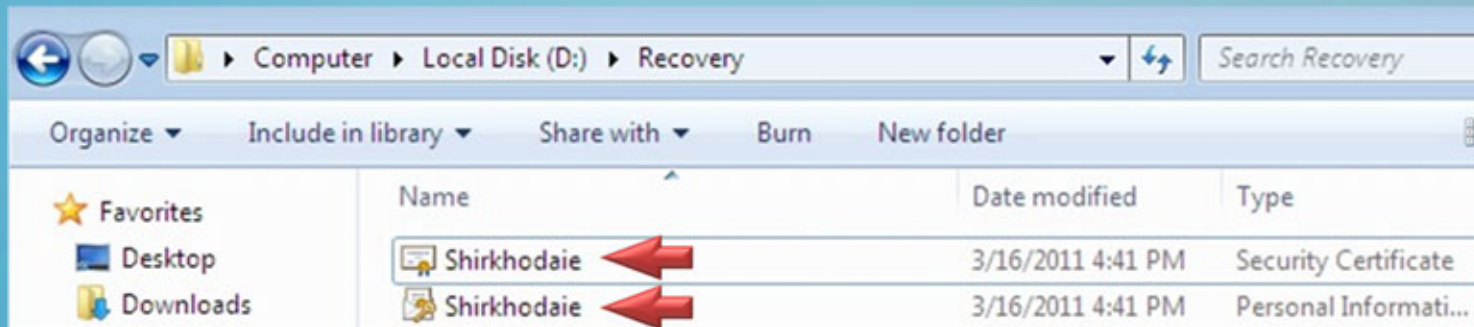 Computer Local Disk (D:) Recovery Search Recovery
Organize Include in library Share with Burn New folder
Favorites Name Date modified Type
Desktop Shirkhodaie 3/16/2011 4:41 PM Security Certificate
Downloads Shirkhodaie 3/16/2011 4:41 PM Personal Informati...